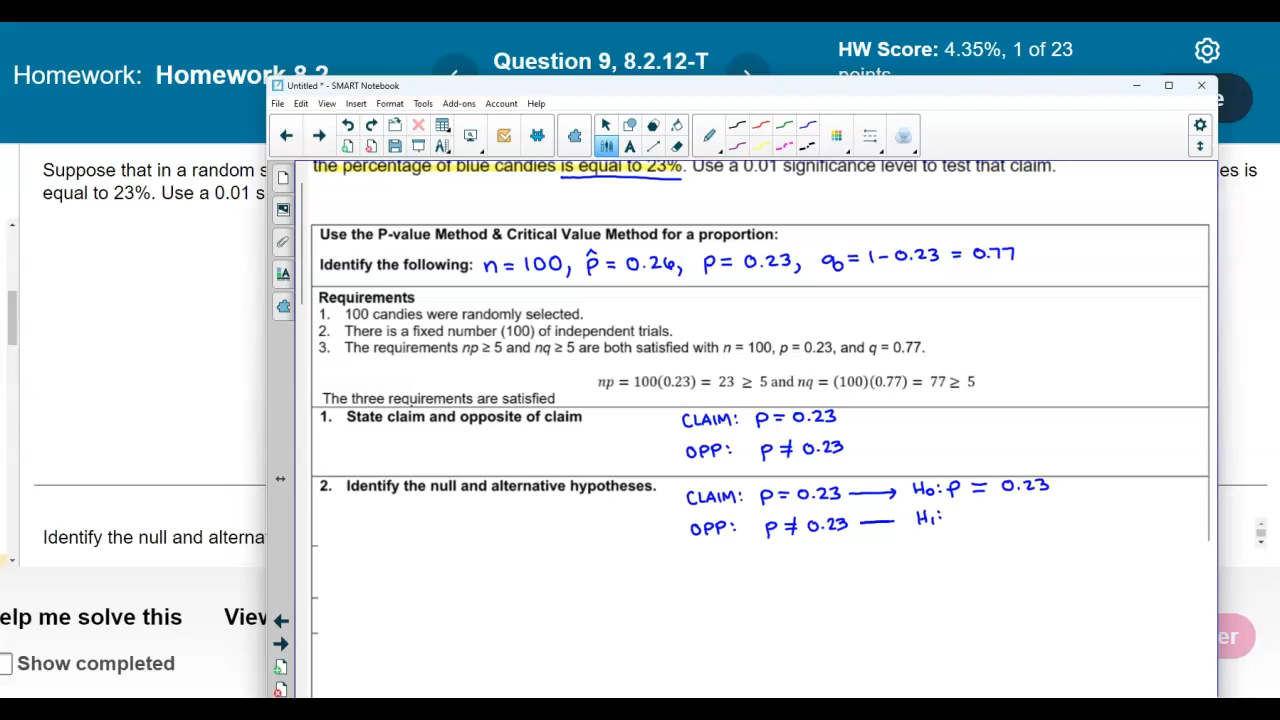 Homework: Homework 8.2
Question 9, 8.2.12-T
HW Score: 4.35%, 1 of 23
points
Untitled * - SMART Notebook
File Edit View Insert Format Tools Add-ons Account Help
Suppose that in a random s
es is
equal to 23%. Use a 0.01 s
the percentage of blue candies is equal to 23%. Use a 0.01 significance level to test that claim.
Use the P-value Method & Critical Value Method for a proportion:
Identify the following: n = 100, p̂ = 0.26, p = 0.23, q = 1 - 0.23 = 0.77
Requirements
1. 100 candies were randomly selected.
2. There is a fixed number (100) of independent trials.
3. The requirements np ≥ 5 and nq ≥ 5 are both satisfied with n = 100, p = 0.23, and q = 0.77.
np = 100(0.23) = 23 ≥ 5 and nq = (100)(0.77) = 77 ≥ 5
The three requirements are satisfied
1. State claim and opposite of claim CLAIM: p = 0.23
OPP: p ≠ 0.23
2. Identify the null and alternative hypotheses. CLAIM: p = 0.23 → H₀: p = 0.23
OPP: p ≠ 0.23 — H₁:
Identify the null and alterna
elp me solve this View
er
Show completed